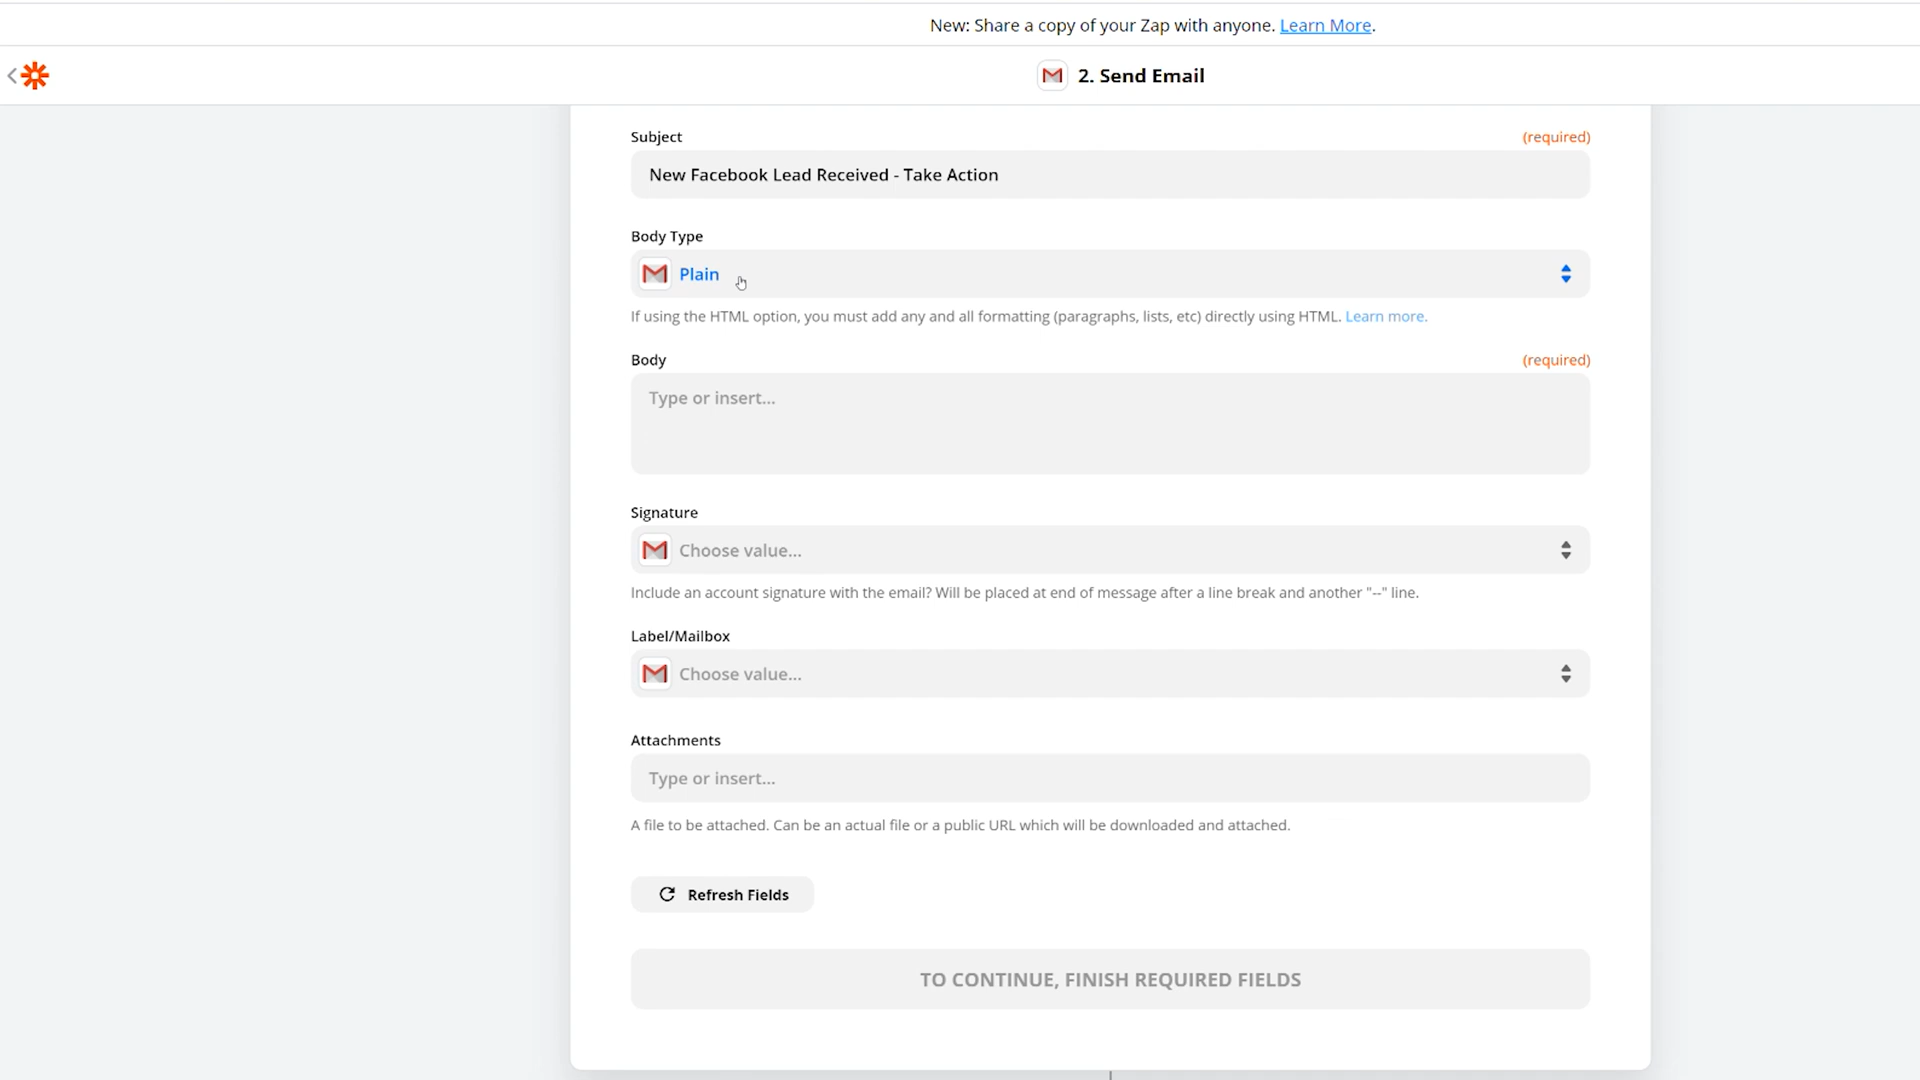 New: Share a copy of your Zap with anyone. Learn More.
2. Send Email
Subject (required)
New Facebook Lead Received - Take Action
Body Type
Plain
If using the HTML option, you must add any and all formatting (paragraphs, lists, etc) directly using HTML. Learn more.
Body (required)
Type or insert...
Signature
Choose value...
Include an account signature with the email? Will be placed at end of message after a line break and another "--" line.
Label/Mailbox
Choose value...
Attachments
Type or insert...
A file to be attached. Can be an actual file or a public URL which will be downloaded and attached.
Refresh Fields
TO CONTINUE, FINISH REQUIRED FIELDS